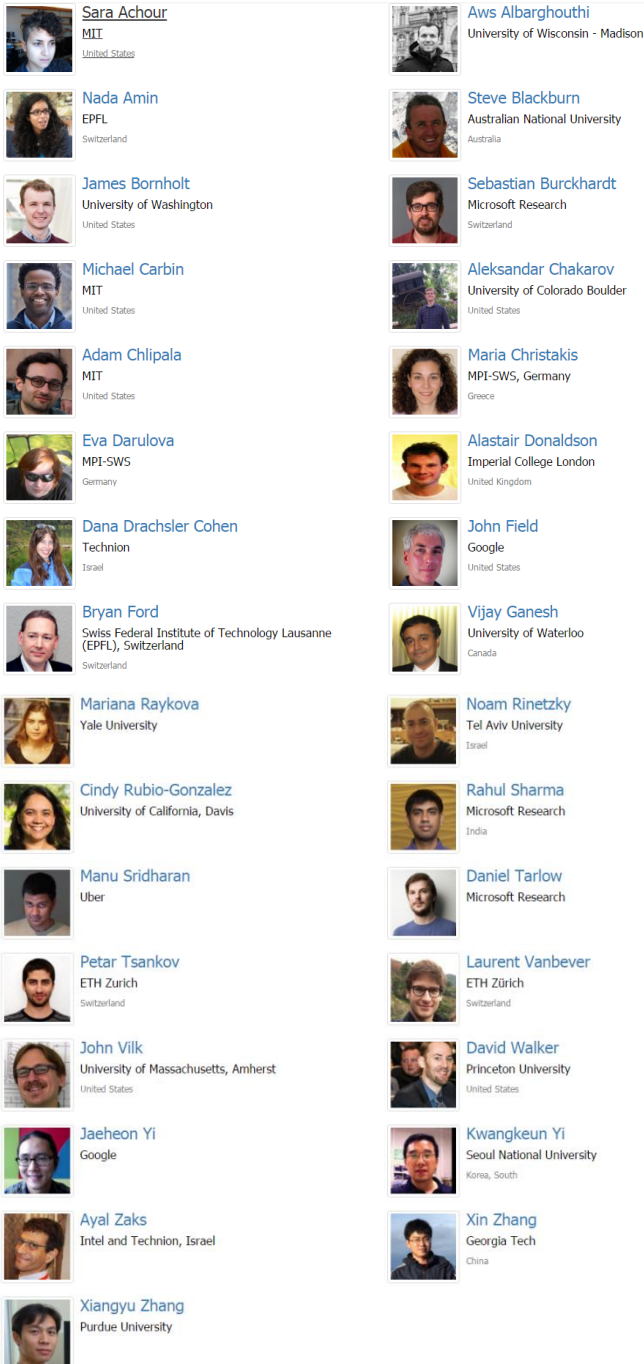 Sara Achour
MIT
United States
Aws Albarghouthi
University of Wisconsin - Madison
Nada Amin
EPFL
Switzerland
Steve Blackburn
Australian National University
Australia
James Bornholt
University of Washington
United States
Sebastian Burckhardt
Microsoft Research
Switzerland
Michael Carbin
MIT
United States
Aleksandar Chakarov
University of Colorado Boulder
United States
Adam Chlipala
MIT
United States
Maria Christakis
MPI-SWS, Germany
Greece
Eva Darulova
MPI-SWS
Germany
Alastair Donaldson
Imperial College London
United Kingdom
Dana Drachsler Cohen
Technion
Israel
John Field
Google
United States
Bryan Ford
Swiss Federal Institute of Technology Lausanne
(EPFL), Switzerland
Switzerland
Vijay Ganesh
University of Waterloo
Canada
Mariana Raykova
Yale University
Noam Rinetzky
Tel Aviv University
Israel
Cindy Rubio-Gonzalez
University of California, Davis
Rahul Sharma
Microsoft Research
India
Manu Sridharan
Uber
Daniel Tarlow
Microsoft Research
Petar Tsankov
ETH Zurich
Switzerland
Laurent Vanbever
ETH Zürich
Switzerland
John Vilk
University of Massachusetts, Amherst
United States
David Walker
Princeton University
United States
Jaeheon Yi
Google
Kwangkeun Yi
Seoul National University
Korea, South
Ayal Zaks
Intel and Technion, Israel
Xin Zhang
Georgia Tech
China
Xiangyu Zhang
Purdue University